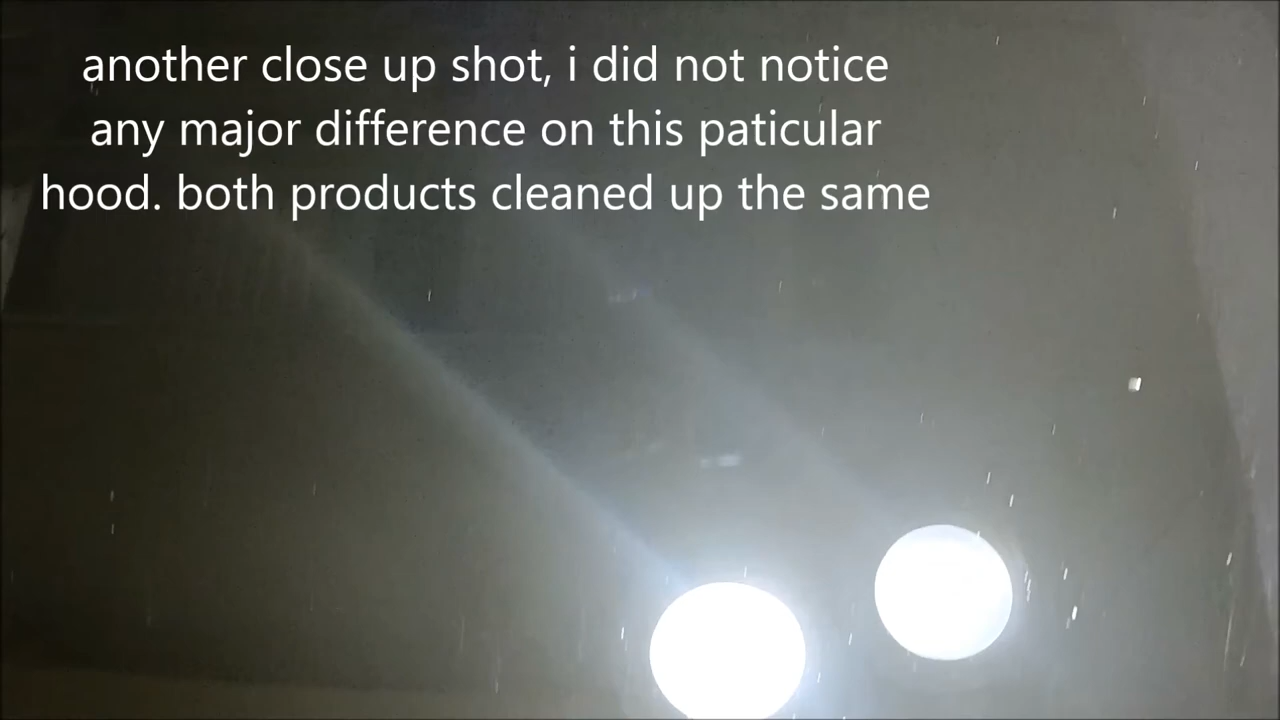 another close up shot, i did not notice
any major difference on this paticular
hood. both products cleaned up the same